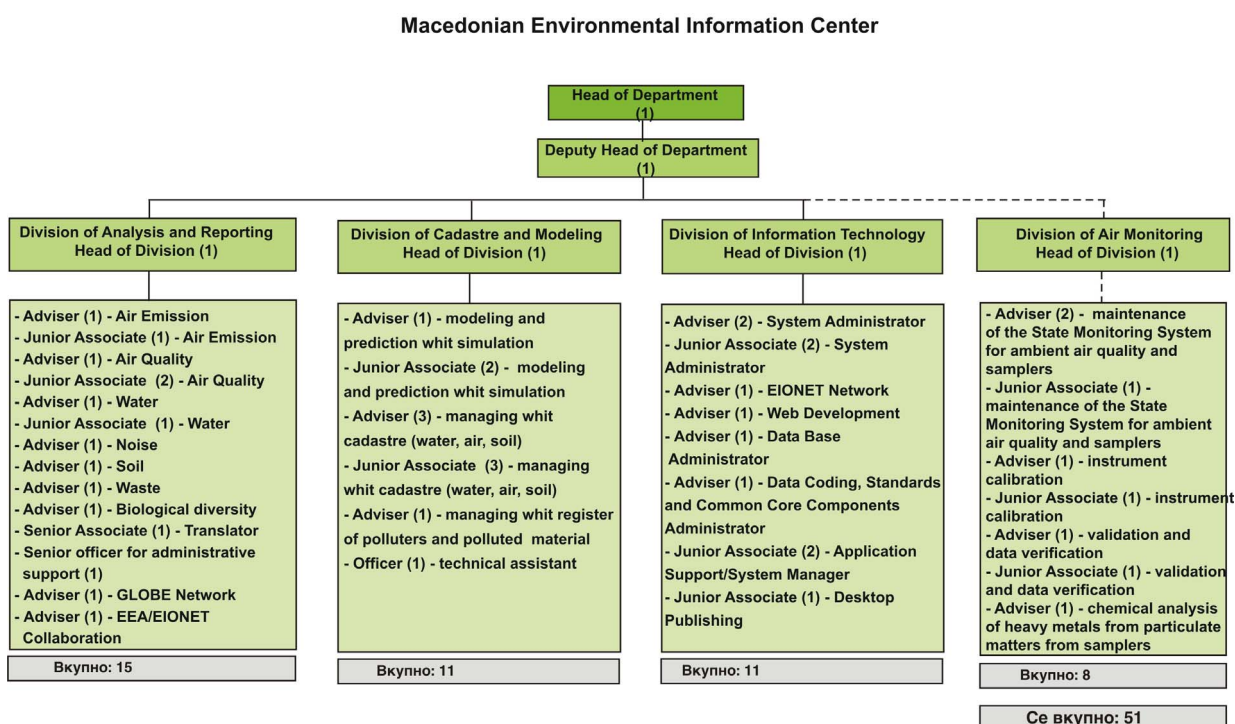 Macedonian Environmental Information Center
Head of Department
(1)
Deputy Head of Department
(1)
Division of Analysis and Reporting
Head of Division (1)
- Adviser (1) - Air Emission
- Junior Associate (1) - Air Emission
- Adviser (1) - Air Quality
- Junior Associate (2) - Air Quality
- Adviser (1) - Water
- Junior Associate (1) - Water
- Adviser (1) - Noise
- Adviser (1) - Soil
- Adviser (1) - Waste
- Adviser (1) - Biological diversity
- Senior Associate (1) - Translator
- Senior officer for administrative
support (1)
- Adviser (1) - GLOBE Network
- Adviser (1) - EEA/EIONET
Collaboration
Вкупно: 15
Division of Cadastre and Modeling
Head of Division (1)
- Adviser (1) - modeling and
prediction whit simulation
- Junior Associate (2) - modeling
and prediction whit simulation
- Adviser (3) - managing whit
cadastre (water, air, soil)
- Junior Associate (3) - managing
whit cadastre (water, air, soil)
- Adviser (1) - managing whit register
of polluters and polluted material
- Officer (1) - technical assistant
Вкупно: 11
Division of Information Technology
Head of Division (1)
- Adviser (2) - System Administrator
- Junior Associate (2) - System
Administrator
- Adviser (1) - EIONET Network
- Adviser (1) - Web Development
- Adviser (1) - Data Base
Administrator
- Adviser (1) - Data Coding, Standards
and Common Core Components
Administrator
- Junior Associate (2) - Application
Support/System Manager
- Junior Associate (1) - Desktop
Publishing
Вкупно: 11
Division of Air Monitoring
Head of Division (1)
- Adviser (2) - maintenance
of the State Monitoring System
for ambient air quality and
samplers
- Junior Associate (1) -
maintenance of the State
Monitoring System for ambient
air quality and samplers
- Adviser (1) - instrument
calibration
- Junior Associate (1) - instrument
calibration
- Adviser (1) - validation and
data verification
- Junior Associate (1) - validation
and data verification
- Adviser (1) - chemical analysis
of heavy metals from particulate
matters from samplers
Вкупно: 8
Се вкупно: 51